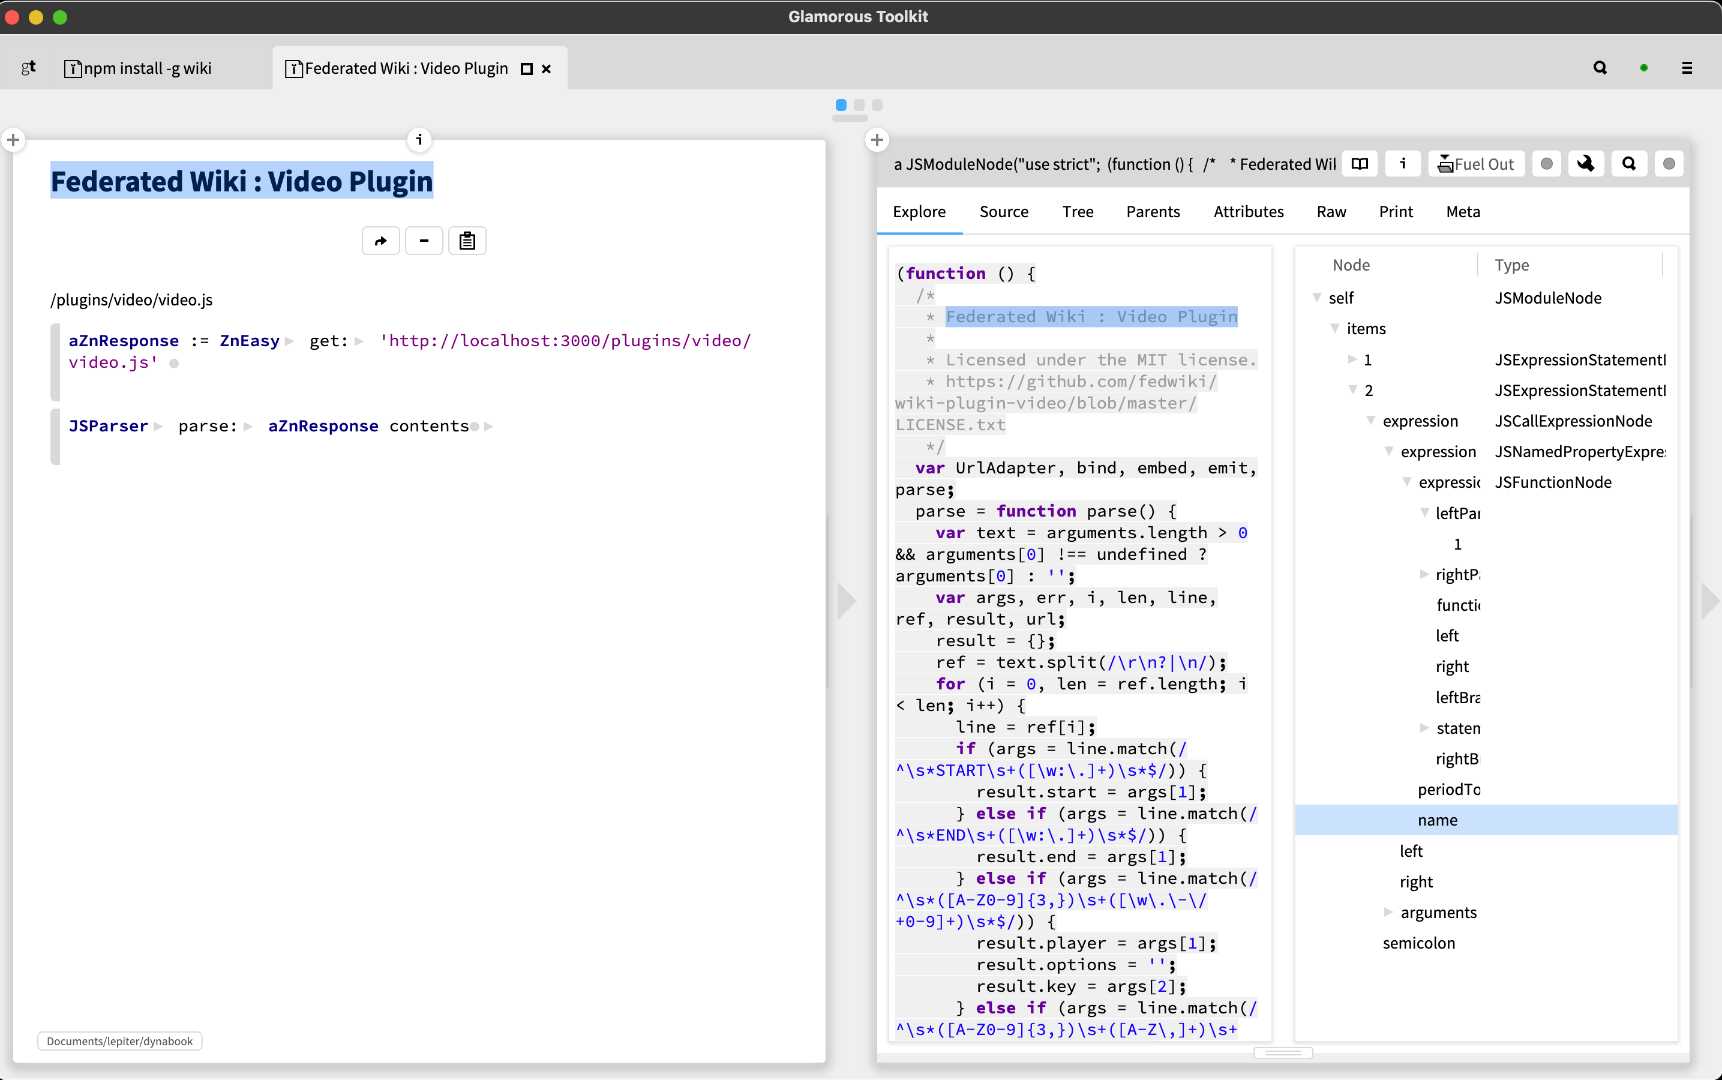 Glamorous Toolkit
gt
npm install -g wiki
Federated Wiki : Video Plugin
i
Federated Wiki : Video Plugin
/plugins/video/video.js
aZnResponse := ZnEasy get: 'http://localhost:3000/plugins/video/
video.js'
JSParser parse: aZnResponse contents
Documents/lepiter/dynabook
a JSModuleNode("use strict"; (function () { /* * Federated Wil
i
Fuel Out
Explore Source Tree Parents Attributes Raw Print Meta
(function () {
/*
* Federated Wiki : Video Plugin
*
* Licensed under the MIT license.
* https://github.com/fedwiki/
wiki-plugin-video/blob/master/
LICENSE.txt
*/
var UrlAdapter, bind, embed, emit,
parse;
parse = function parse() {
var text = arguments.length > 0
&& arguments[0] !== undefined ?
arguments[0] : '';
var args, err, i, len, line,
ref, result, url;
result = {};
ref = text.split(/\r\n?|\n/);
for (i = 0, len = ref.length; i
< len; i++) {
line = ref[i];
if (args = line.match(/
^\s*START\s+([\w:\.]+)\s*$/)) {
result.start = args[1];
} else if (args = line.match(/
^\s*END\s+([\w:\.]+)\s*$/)) {
result.end = args[1];
} else if (args = line.match(/
^\s*([A-Z0-9]{3,})\s+([\w\.\-\/
+0-9]+)\s*$/)) {
result.player = args[1];
result.options = '';
result.key = args[2];
} else if (args = line.match(/
^\s*([A-Z0-9]{3,})\s+([A-Z\,]+)\s+
Node Type
self JSModuleNode
items
1 JSExpressionStatementI
2 JSExpressionStatementI
expression JSCallExpressionNode
expression JSNamedPropertyExpre
expressic JSFunctionNode
leftPar
1
rightPa
functio
left
right
leftBra
statem
rightB
periodTo
name
left
right
arguments
semicolon